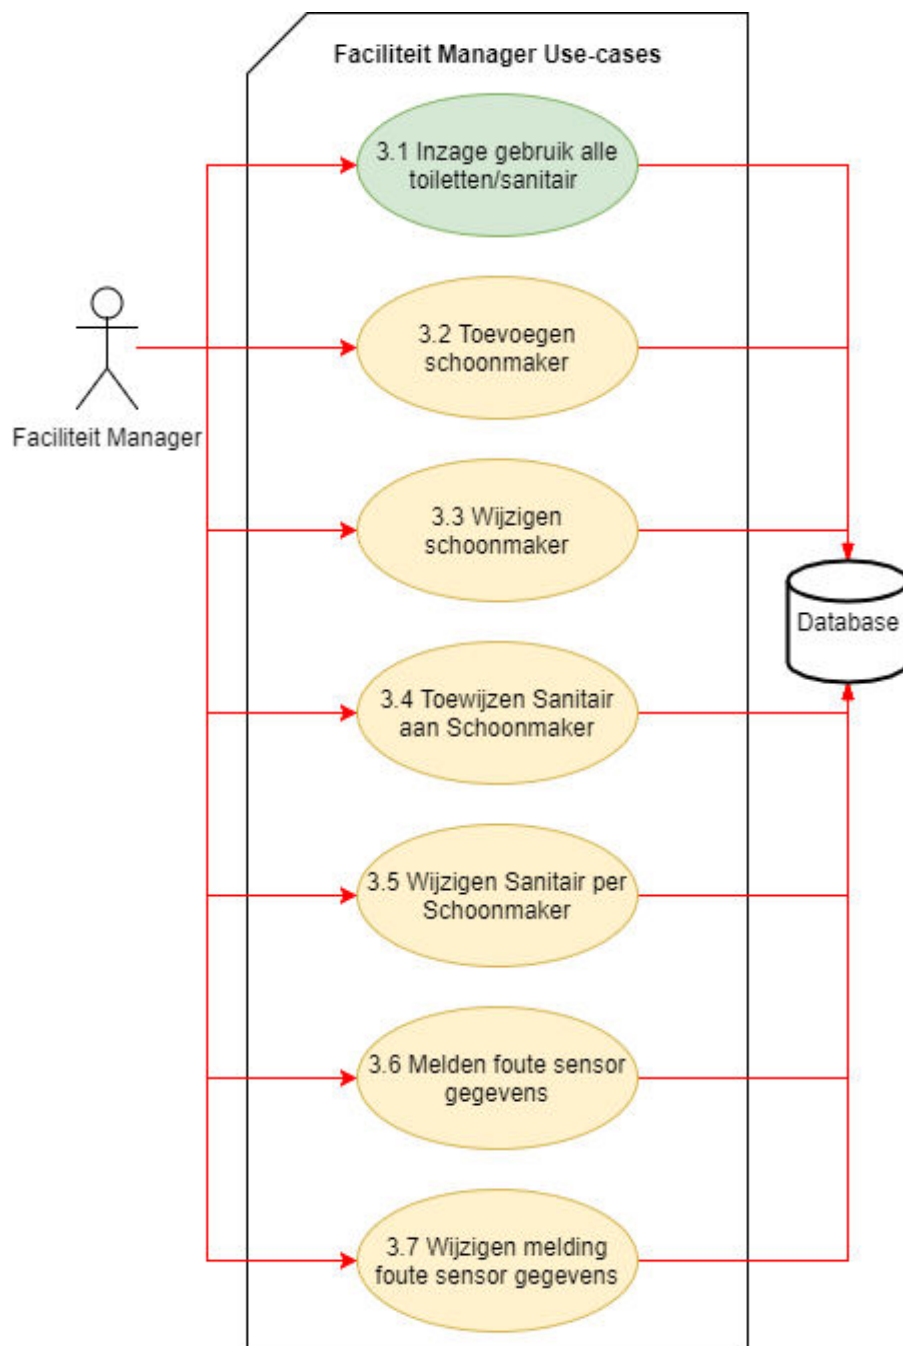 Faciliteit Manager Use-cases
3.1 Inzage gebruik alle
toiletten/sanitair
3.2 Toevoegen
schoonmaker
Faciliteit Manager
3.3 Wijzigen
schoonmaker
Database
3.4 Toewijzen Sanitair
aan Schoonmaker
3.5 Wijzigen Sanitair per
Schoonmaker
3.6 Melden foute sensor
gegevens
3.7 Wijzigen melding
foute sensor gegevens